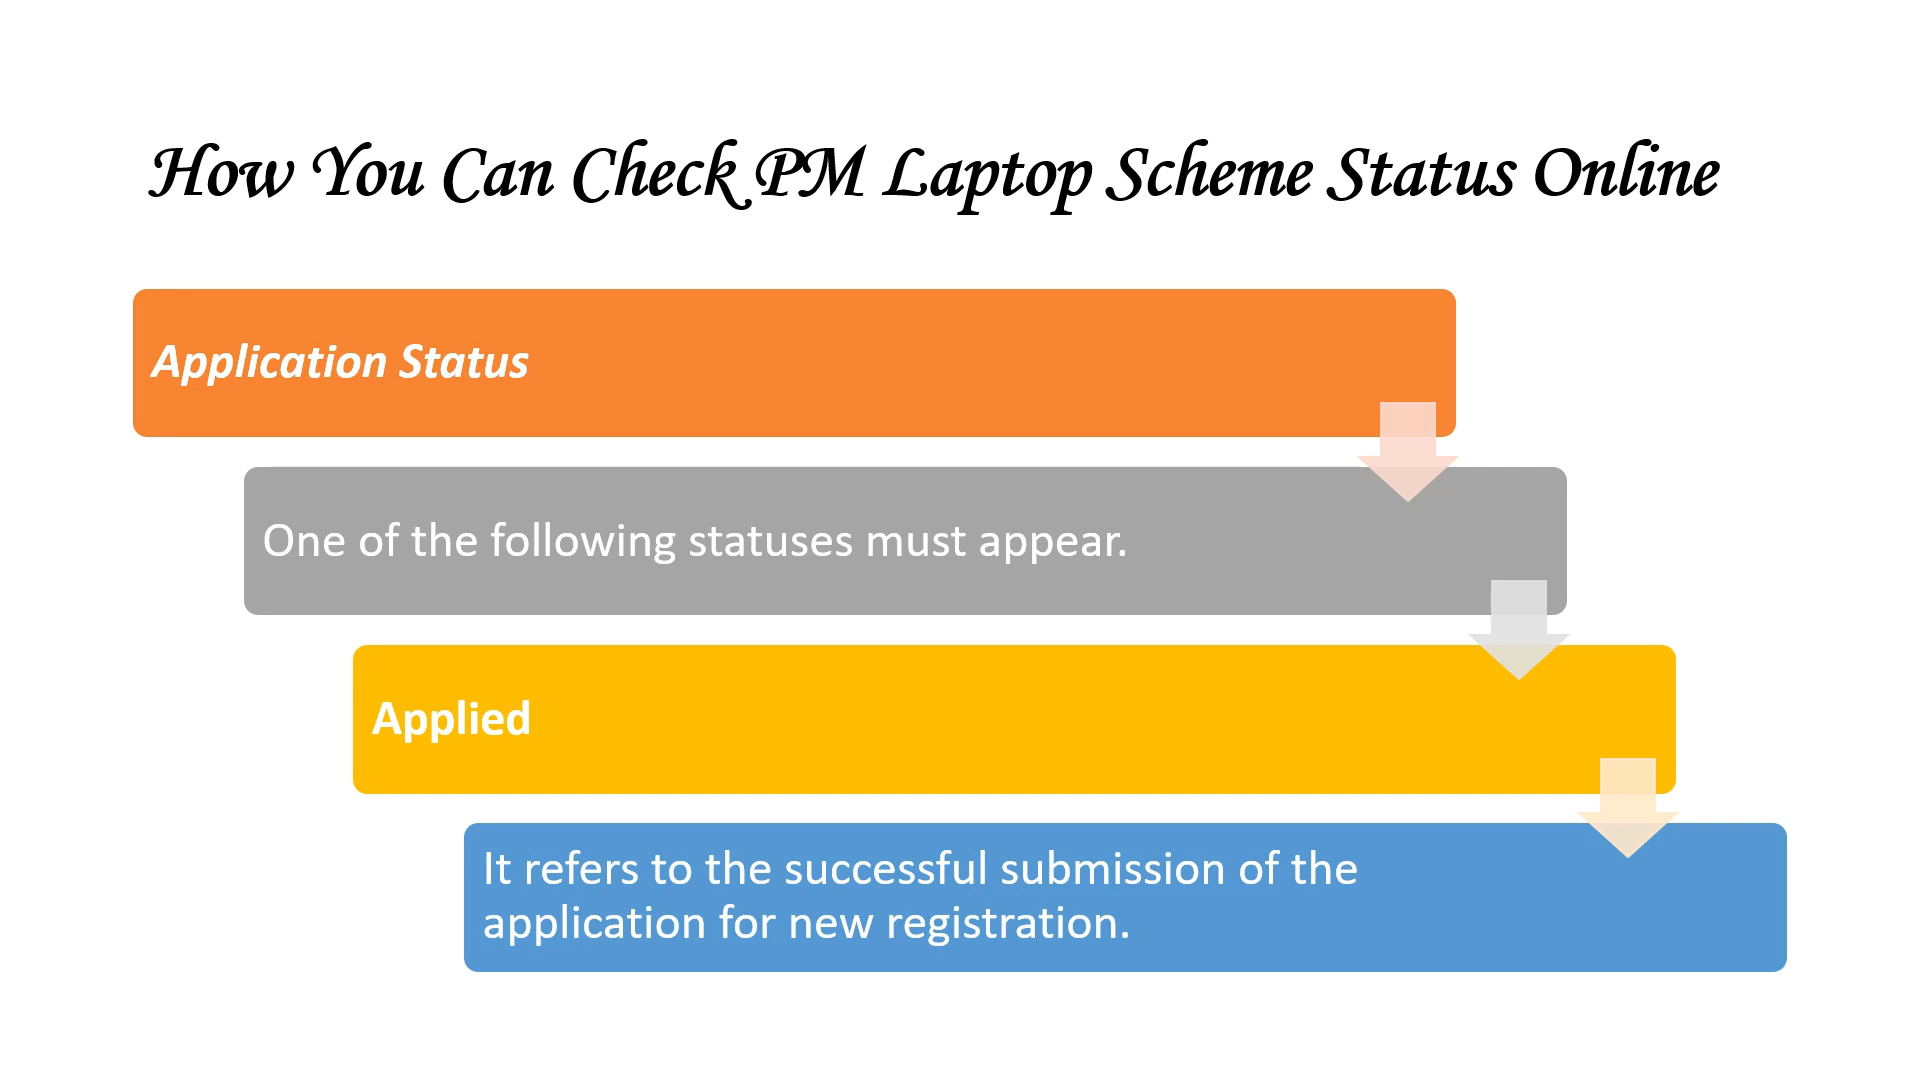 How You Can Check PM Laptop Scheme Status Online
Application Status
One of the following statuses must appear.
Applied
It refers to the successful submission of the
application for new registration.